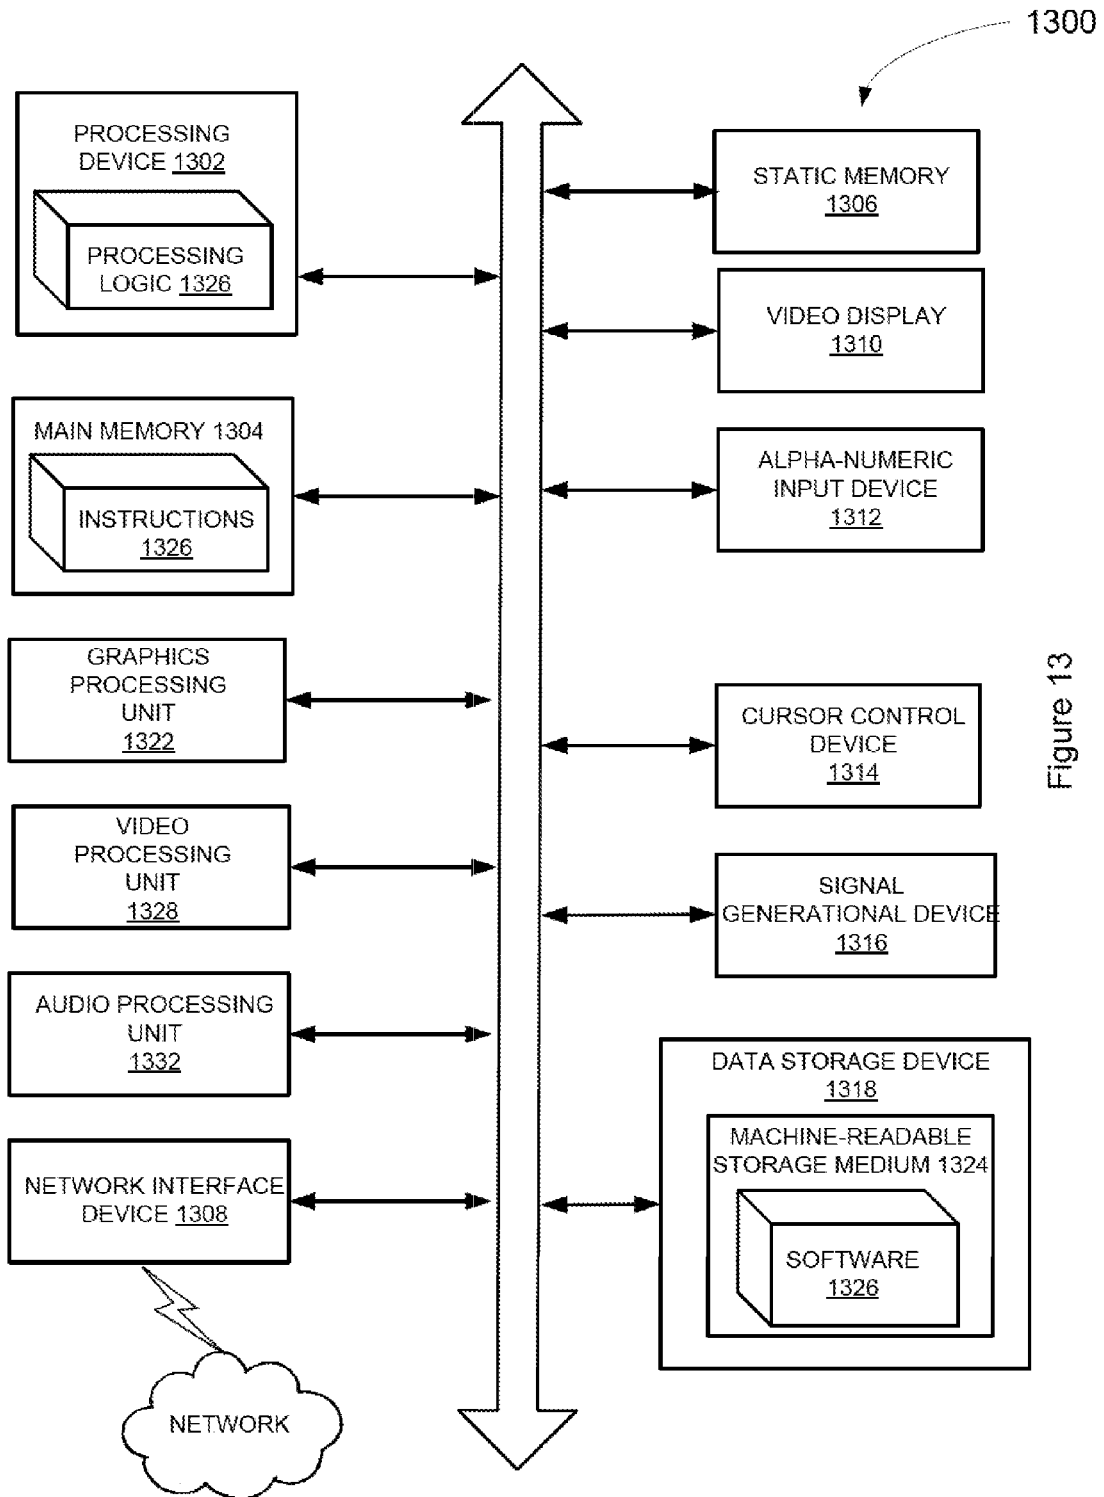 1300
PROCESSING
DEVICE 1302
PROCESSING
LOGIC 1326
MAIN MEMORY 1304
INSTRUCTIONS
1326
GRAPHICS
PROCESSING
UNIT
1322
VIDEO
PROCESSING
UNIT
1328
AUDIO PROCESSING
UNIT
1332
NETWORK INTERFACE
DEVICE 1308
NETWORK
STATIC MEMORY
1306
VIDEO DISPLAY
1310
ALPHA-NUMERIC
INPUT DEVICE
1312
CURSOR CONTROL
DEVICE
1314
SIGNAL
GENERATIONAL DEVICE
1316
DATA STORAGE DEVICE
1318
MACHINE-READABLE
STORAGE MEDIUM 1324
SOFTWARE
1326
Figure 13